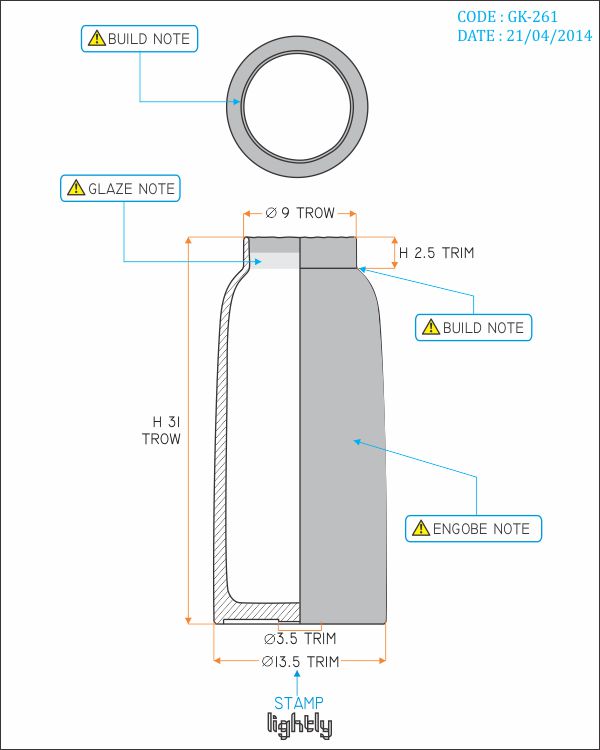 CODE : GK-261
DATE : 21/04/2014
BUILD NOTE
GLAZE NOTE
Ø 9 TROW
H 2.5 TRIM
BUILD NOTE
H 31
TROW
ENGOBE NOTE
Ø3.5 TRIM
Ø13.5 TRIM
STAMP
lightly